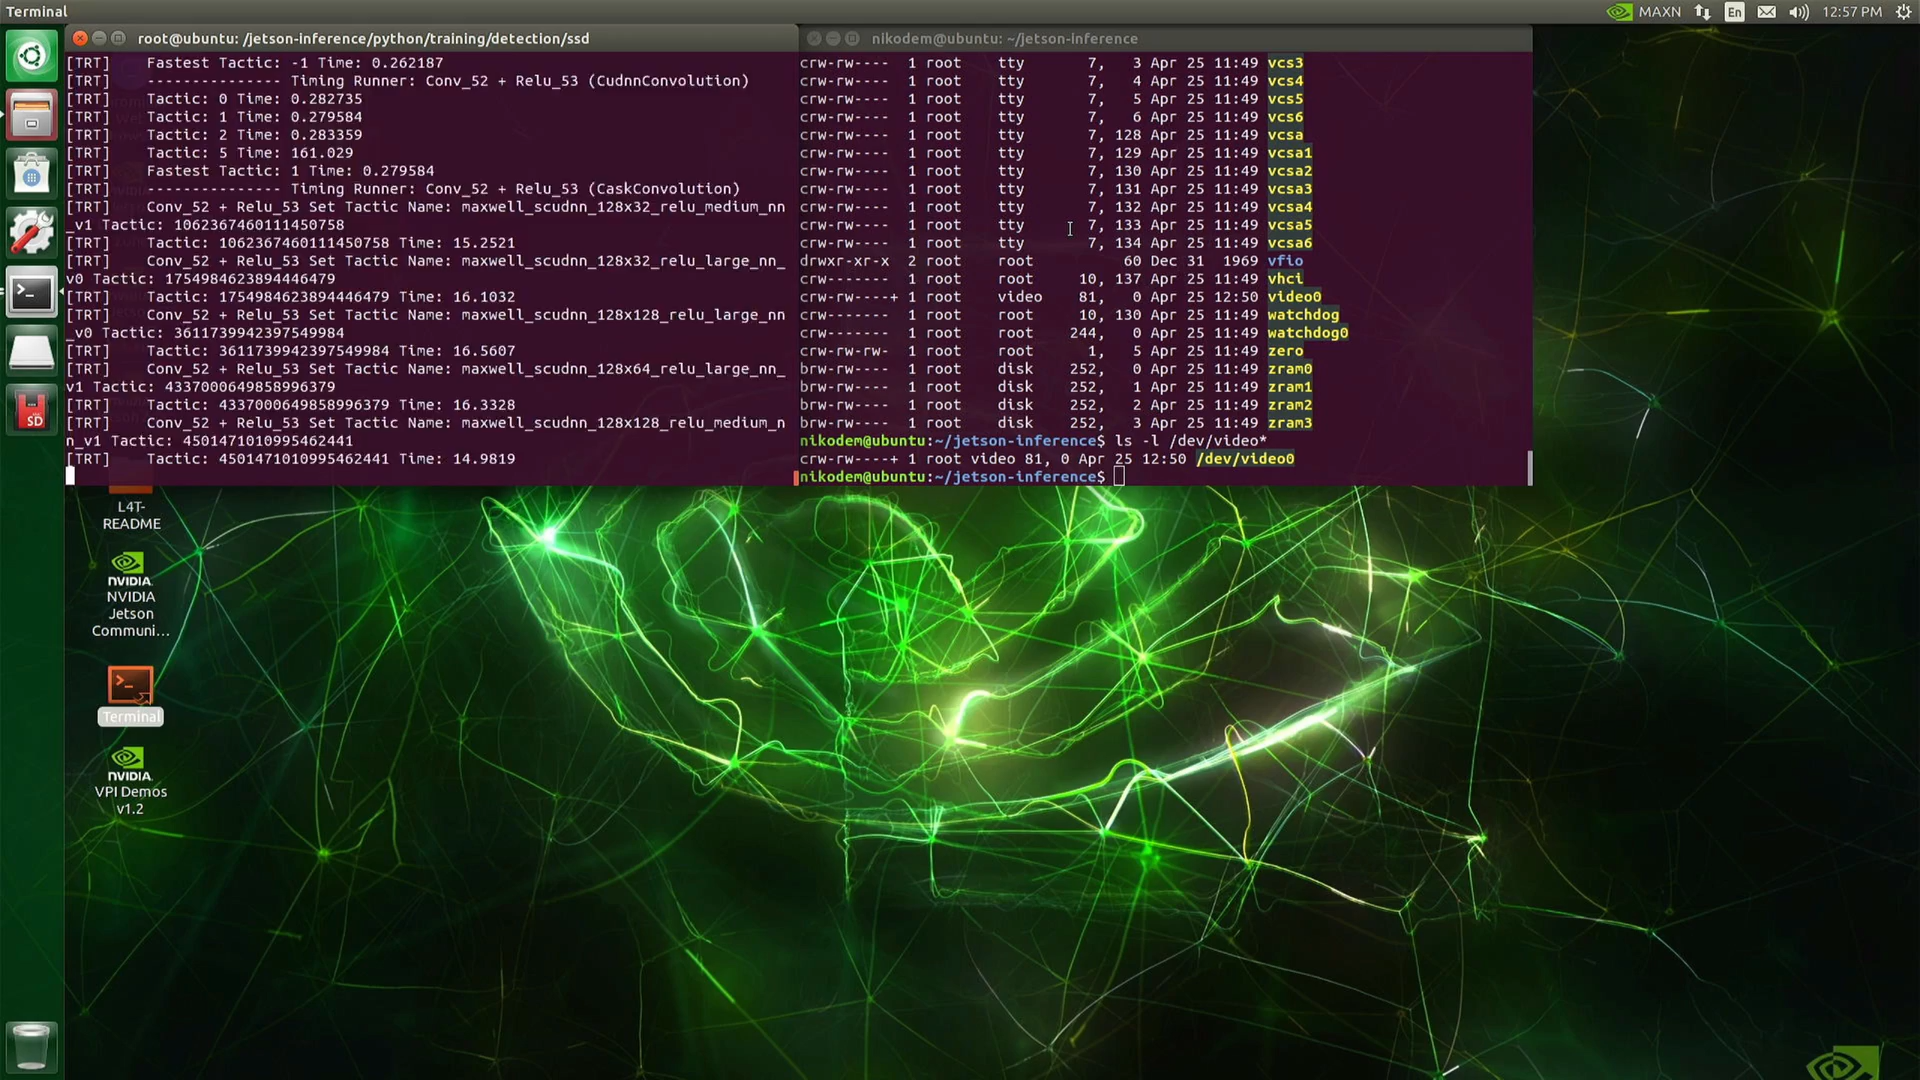 Terminal
MAXN
En
12:57 PM
root@ubuntu: /jetson-inference/python/training/detection/ssd
[TRT] Fastest Tactic: -1 Time: 0.262187
[TRT] --------------- Timing Runner: Conv_52 + Relu_53 (CudnnConvolution)
[TRT] Tactic: 0 Time: 0.282735
[TRT] Tactic: 1 Time: 0.279584
[TRT] Tactic: 2 Time: 0.283359
[TRT] Tactic: 5 Time: 161.029
[TRT] Fastest Tactic: 1 Time: 0.279584
[TRT] --------------- Timing Runner: Conv_52 + Relu_53 (CaskConvolution)
[TRT] Conv_52 + Relu_53 Set Tactic Name: maxwell_scudnn_128x32_relu_medium_nn
_v1 Tactic: 1062367460111450758
[TRT] Tactic: 1062367460111450758 Time: 15.2521
[TRT] Conv_52 + Relu_53 Set Tactic Name: maxwell_scudnn_128x32_relu_large_nn_
v0 Tactic: 1754984623894446479
[TRT] Tactic: 1754984623894446479 Time: 16.1032
[TRT] Conv_52 + Relu_53 Set Tactic Name: maxwell_scudnn_128x128_relu_large_nn
_v0 Tactic: 3611739942397549984
[TRT] Tactic: 3611739942397549984 Time: 16.5607
[TRT] Conv_52 + Relu_53 Set Tactic Name: maxwell_scudnn_128x64_relu_large_nn_
v1 Tactic: 4337000649858996379
[TRT] Tactic: 4337000649858996379 Time: 16.3328
[TRT] Conv_52 + Relu_53 Set Tactic Name: maxwell_scudnn_128x128_relu_medium_n
n_v1 Tactic: 4501471010995462441
[TRT] Tactic: 4501471010995462441 Time: 14.9819
nikodem@ubuntu: ~/jetson-inference
crw-rw---- 1 root tty 7, 3 Apr 25 11:49 vcs3
crw-rw---- 1 root tty 7, 4 Apr 25 11:49 vcs4
crw-rw---- 1 root tty 7, 5 Apr 25 11:49 vcs5
crw-rw---- 1 root tty 7, 6 Apr 25 11:49 vcs6
crw-rw---- 1 root tty 7, 128 Apr 25 11:49 vcsa
crw-rw---- 1 root tty 7, 129 Apr 25 11:49 vcsa1
crw-rw---- 1 root tty 7, 130 Apr 25 11:49 vcsa2
crw-rw---- 1 root tty 7, 131 Apr 25 11:49 vcsa3
crw-rw---- 1 root tty 7, 132 Apr 25 11:49 vcsa4
crw-rw---- 1 root tty 7, 133 Apr 25 11:49 vcsa5
crw-rw---- 1 root tty 7, 134 Apr 25 11:49 vcsa6
drwxr-xr-x 2 root root 60 Dec 31 1969 vfio
crw------- 1 root root 10, 137 Apr 25 11:49 vhci
crw-rw----+ 1 root video 81, 0 Apr 25 12:50 video0
crw------- 1 root root 10, 130 Apr 25 11:49 watchdog
crw------- 1 root root 244, 0 Apr 25 11:49 watchdog0
crw-rw-rw- 1 root root 1, 5 Apr 25 11:49 zero
brw-rw---- 1 root disk 252, 0 Apr 25 11:49 zram0
brw-rw---- 1 root disk 252, 1 Apr 25 11:49 zram1
brw-rw---- 1 root disk 252, 2 Apr 25 11:49 zram2
brw-rw---- 1 root disk 252, 3 Apr 25 11:49 zram3
nikodem@ubuntu:~/jetson-inference$ ls -l /dev/video*
crw-rw----+ 1 root video 81, 0 Apr 25 12:50 /dev/video0
nikodem@ubuntu:~/jetson-inference$
SD
L4T-
README
NVIDIA.
NVIDIA
Jetson
Communi...
Terminal
NVIDIA.
VPI Demos
v1.2